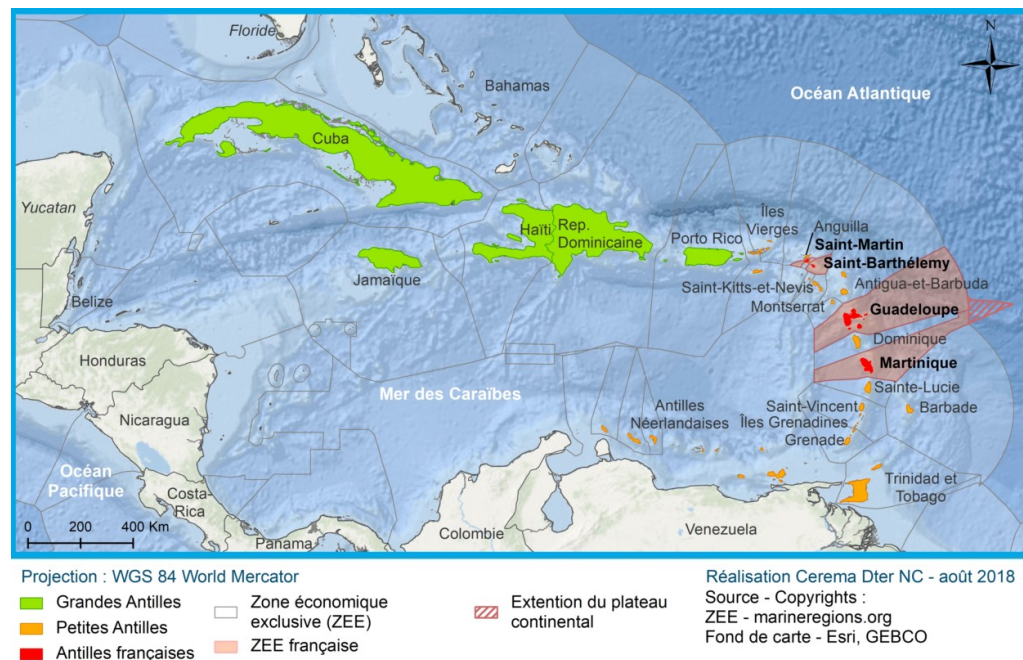 Floride
N
Bahamas
Océan Atlantique
Cuba
Yucatan
Îles
Vierges
Anguilla
Haïti
Rep.
Dominicaine
Porto Rico
Saint-Martin
Saint-Barthélemy
Jamaïque
Saint-Kitts-et-Nevis
Antigua-et-Barbuda
Belize
Montserrat
Guadeloupe
Dominique
Honduras
Martinique
Mer des Caraïbes
Sainte-Lucie
Nicaragua
Antilles
Néerlandaises
Saint-Vincent
Îles Grenadines
Barbade
Grenade
Océan
Pacifique
Costa-
Rica
Trinidad et
Tobago
0 200 400 Km
Panama
Colombie
Venezuela
Projection : WGS 84 World Mercator
Grandes Antilles
Petites Antilles
Antilles françaises
Zone économique
exclusive (ZEE)
ZEE française
Extention du plateau
continental
Réalisation Cerema Dter NC - août 2018
Source - Copyrights :
ZEE - marineregions.org
Fond de carte - Esri, GEBCO